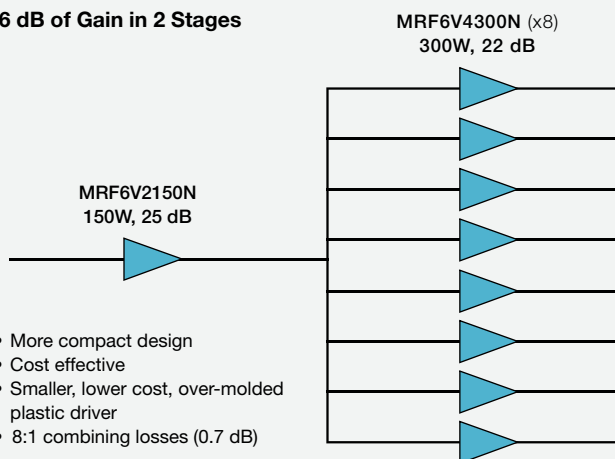 6 dB of Gain in 2 Stages
MRF6V4300N (x8)
300W, 22 dB
MRF6V2150N
150W, 25 dB
• More compact design
• Cost effective
• Smaller, lower cost, over-molded
plastic driver
• 8:1 combining losses (0.7 dB)